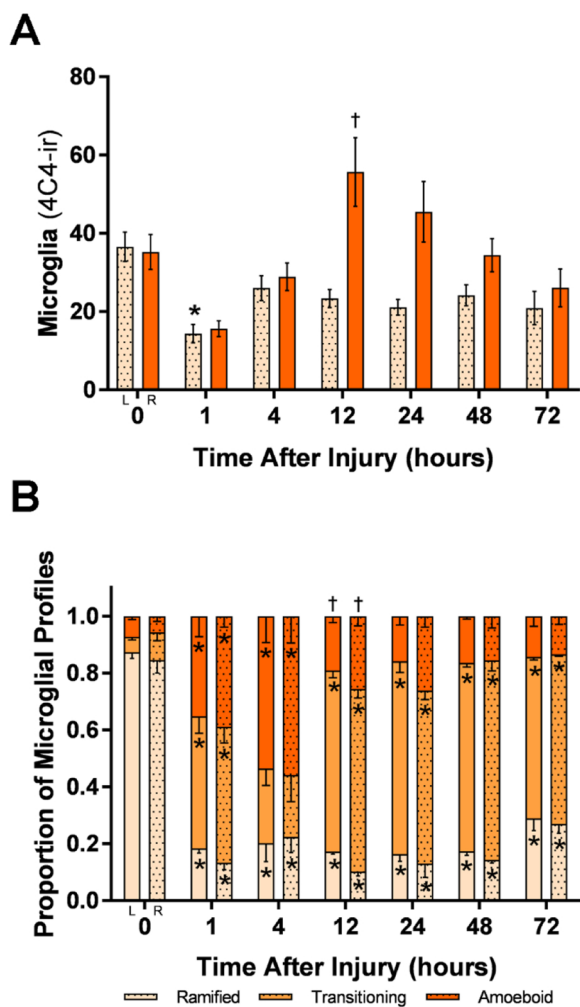 A
Microglia (4C4-ir)
80
60
40
20
0
*
†
L R
0 1 4 12 24 48 72
Time After Injury (hours)
B
Proportion of Microglial Profiles
† †
1.0
0.8
0.6
0.4
0.2
0.0
* * * * * * * * * * * * * * * * * * * * * * * *
L R
0 1 4 12 24 48 72
Time After Injury (hours)
Ramified Transitioning Amoeboid